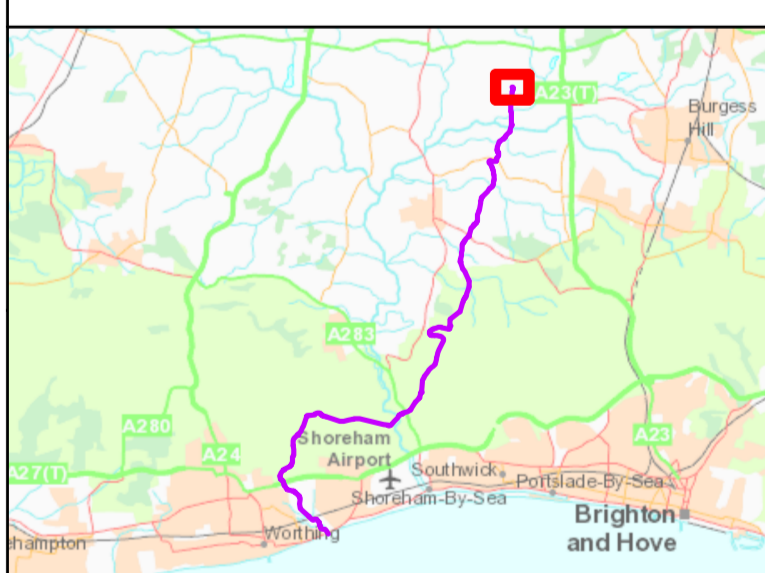 A23(T)
Burgess
Hill
A283
A280
A24
Shoreham
Airport
A27(T)
A23
Southwick
Portslade-By-Sea
Shoreham-By-Sea
Brighton
and Hove
Worthing
ehampton